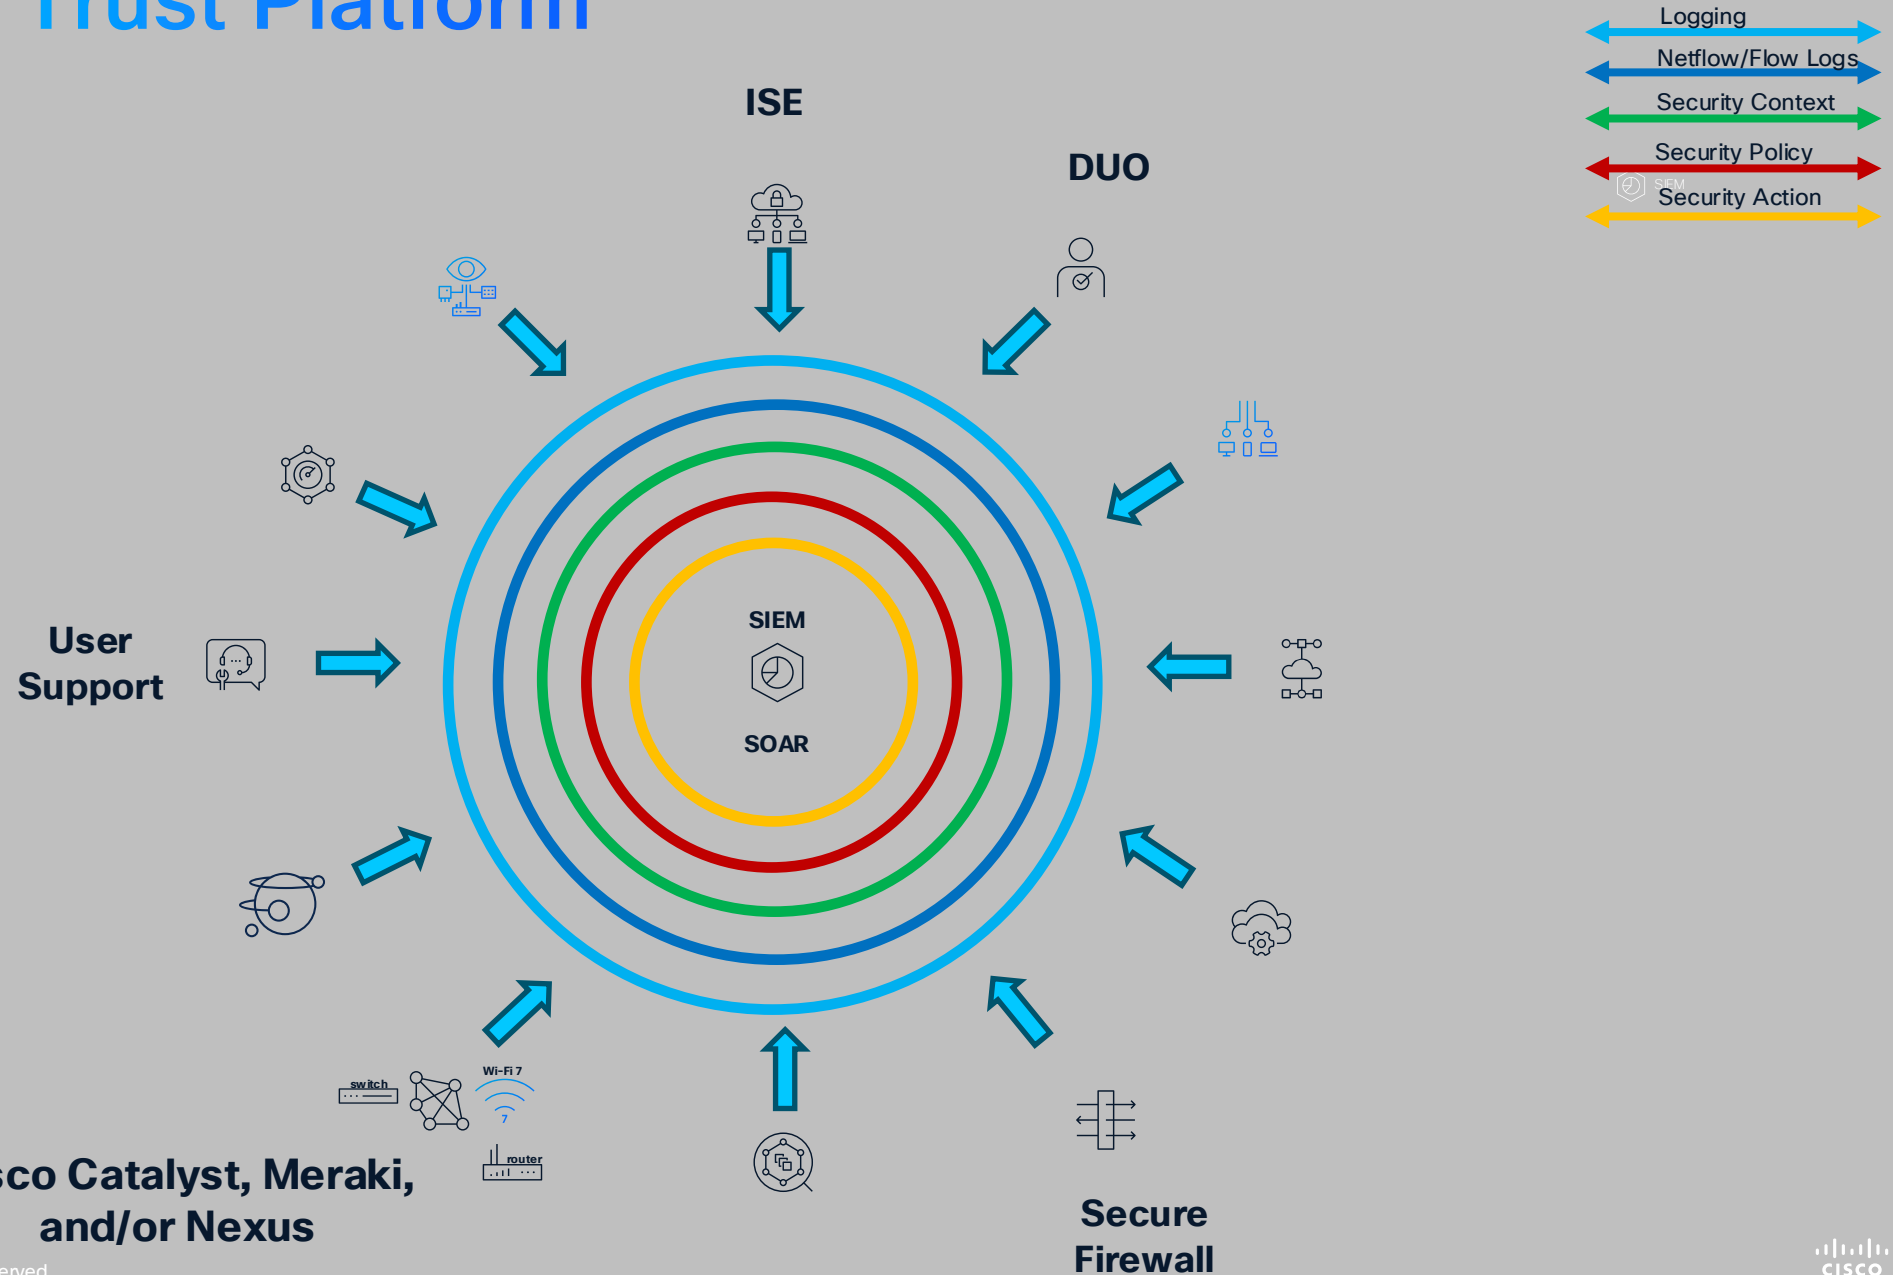 Trust Platform
Logging
Netflow/Flow Logs
Security Context
Security Policy
SIEM
Security Action
ISE
DUO
User
Support
SIEM
SOAR
switch
Wi-Fi 7
7
router
sco Catalyst, Meraki,
and/or Nexus
Secure
Firewall
erved
CISCO